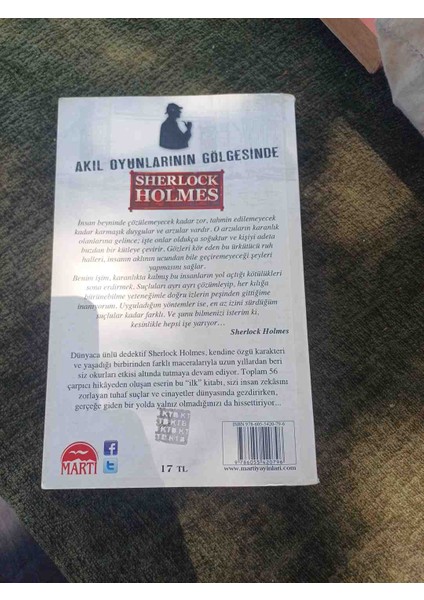 AKIL OYUNLARININ GÖLGESİNDE
SHERLOCK
HOLMES
İnsan beyninde çözülemeyecek kadar zor, tahmin edilemeyecek
kadar karmaşık duygular ve arzular vardır. O arzuların karanlık
olanlarına gelince; işte onlar oldukça soğuktur ve kişiyi adeta
buzdan bir kütleye çevirir. Gözleri kör eden bu ürkütücü ruh
halleri, insanın aklının ucundan bile geçiremeyeceği şeyleri
yapmasını sağlar.
Benim işim, karanlıkta kalmış bu insanların yol açtığı kötülükleri
sona erdirmek. Suçluları ayrı ayrı çözümleyip, her kılığa
bürünebilme yeteneğimle doğru izlerin peşinden gittiğime
inanıyorum. Uyguladığım yöntemler ise, en az izini sürdüğüm
suçlular kadar farklı. Ve şunu bilmenizi isterim ki,
kesinlikle hepsi işe yarıyor…
Sherlock Holmes
Dünyaca ünlü dedektif Sherlock Holmes, kendine özgü karakteri
ve yaşadığı birbirinden farklı maceralarıyla uzun yıllardan beri
siz okurları etkisi altında tutmaya devam ediyor. Toplam 56
çarpıcı hikâyeden oluşan eserin bu "ilk" kitabı, sizi insan zekâsını
zorlayan tuhaf suçlar ve cinayetler dünyasında gezdirirken,
gerçeğe giden bir yolda yalnız olmadığınızı da hissettiriyor...
MARTI
17 TL
9786055420796
www.martiyayinlari.com